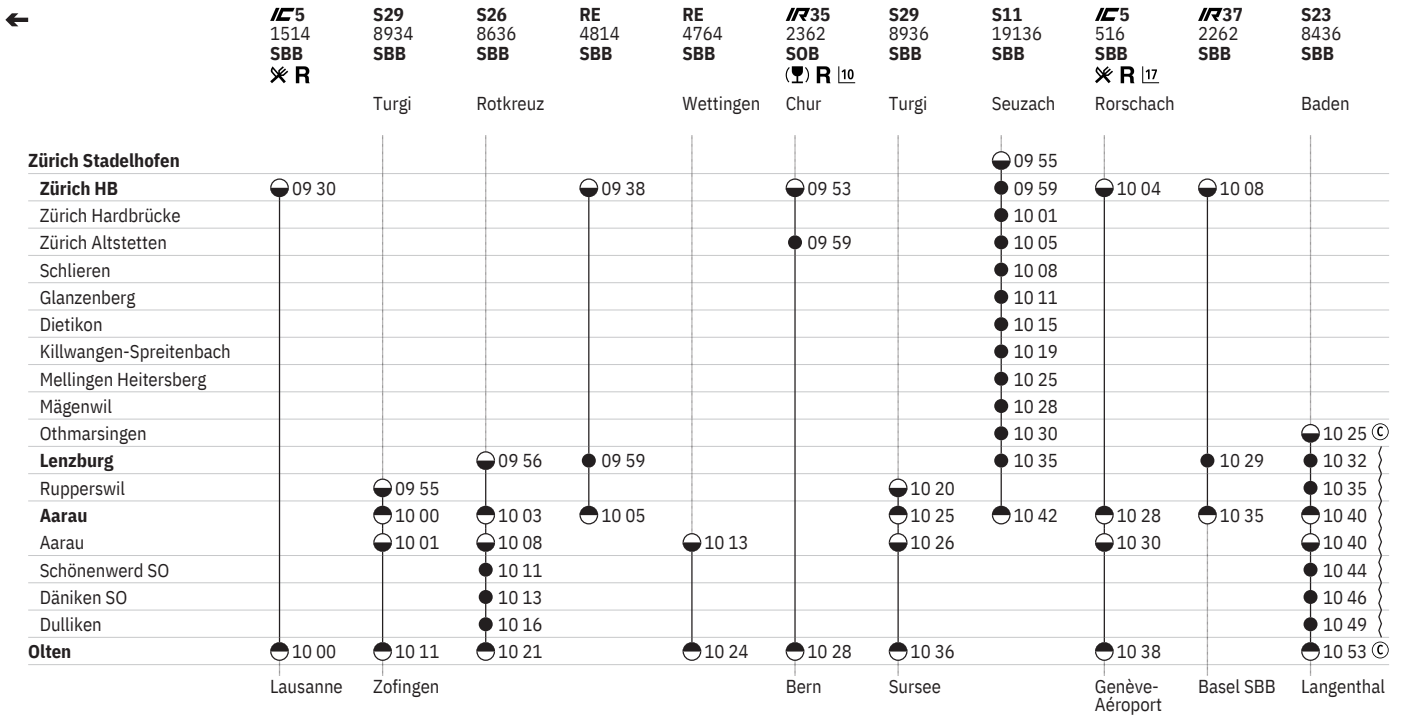 ← IC5 S29 S26 RE RE IR35 S29 S11 IC5 IR37 S23
1514 8934 8636 4814 4764 2362 8936 19136 516 2262 8436
SBB SBB SBB SBB SBB SOB SBB SBB SBB SBB SBB
R R 10 R 17
Turgi Rotkreuz Wettingen Chur Turgi Seuzach Rorschach Baden
Zürich Stadelhofen 09 55
Zürich HB 09 30 09 38 09 53 09 59 10 04 10 08
Zürich Hardbrücke 10 01
Zürich Altstetten 09 59 10 05
Schlieren 10 08
Glanzenberg 10 11
Dietikon 10 15
Killwangen-Spreitenbach 10 19
Mellingen Heitersberg 10 25
Mägenwil 10 28
Othmarsingen 10 30 10 25 Ⓒ
Lenzburg 09 56 09 59 10 35 10 29 10 32
Rupperswil 09 55 10 20 10 35
Aarau 10 00 10 03 10 05 10 25 10 42 10 28 10 35 10 40
Aarau 10 01 10 08 10 13 10 26 10 30 10 40
Schönenwerd SO 10 11 10 44
Däniken SO 10 13 10 46
Dulliken 10 16 10 49
Olten 10 00 10 11 10 21 10 24 10 28 10 36 10 38 10 53 Ⓒ
Lausanne Zofingen Bern Sursee Genève- Basel SBB Langenthal
Aéroport